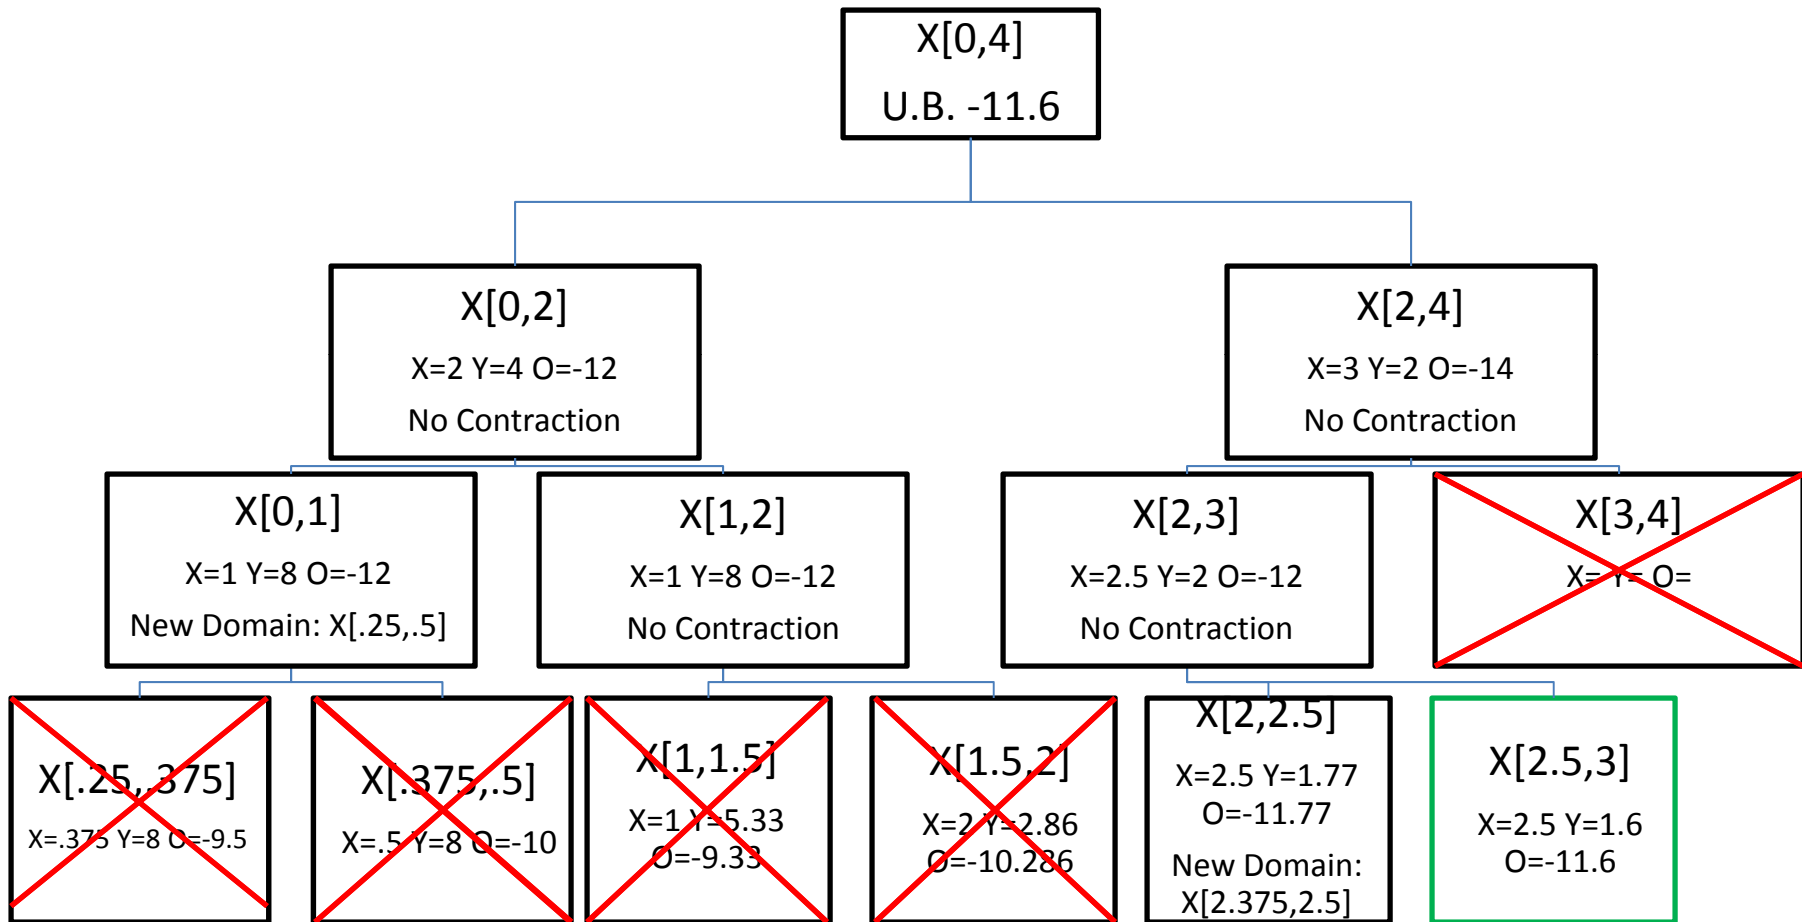 X[0,4]
U.B. -11.6
X[0,2]
X=2 Y=4 O=-12
No Contraction
X[2,4]
X=3 Y=2 O=-14
No Contraction
X[0,1]
X=1 Y=8 O=-12
New Domain: X[.25,.5]
X[1,2]
X=1 Y=8 O=-12
No Contraction
X[2,3]
X=2.5 Y=2 O=-12
No Contraction
X[3,4]
X= Y= O=
X[.25,.375]
X=.375 Y=8 O=-9.5
X[.375,.5]
X=.5 Y=8 O=-10
X[1,1.5]
X=1 Y=5.33
O=-9.33
X[1.5,2]
X=2 Y=2.86
O=-10.286
X[2,2.5]
X=2.5 Y=1.77
O=-11.77
New Domain:
X[2.375,2.5]
X[2.5,3]
X=2.5 Y=1.6
O=-11.6